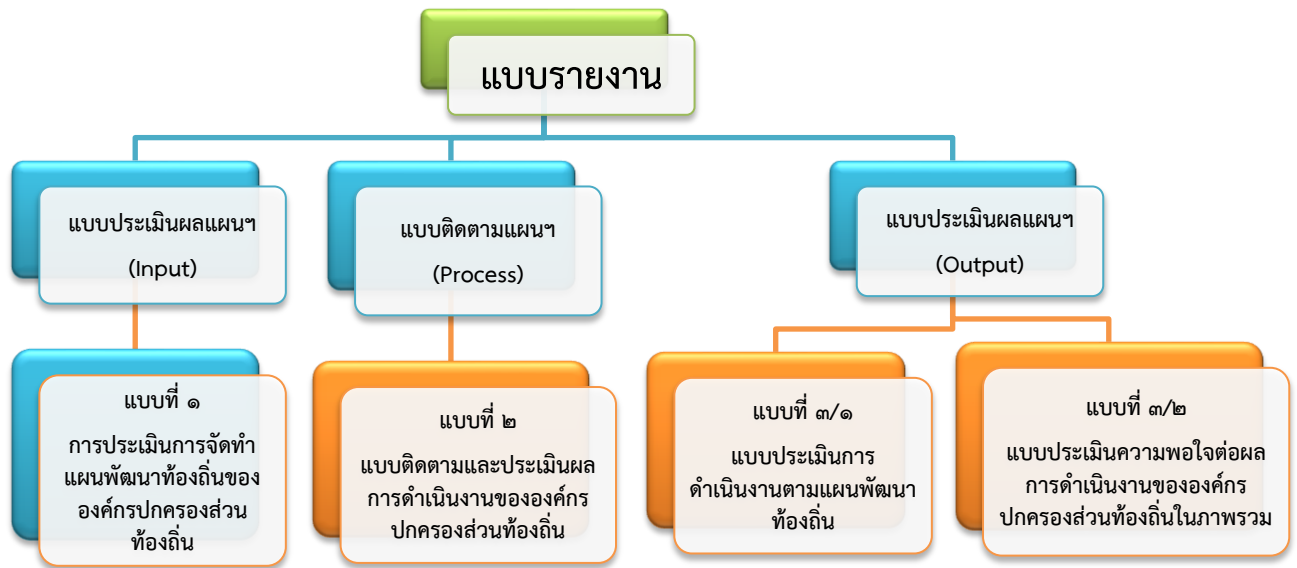 แบบรายงาน
แบบประเมินผลแผนฯ
(Input)
แบบติดตามแผนฯ
(Process)
แบบประเมินผลแผนฯ
(Output)
แบบที่ ๑
การประเมินการจัดทำ
แผนพัฒนาท้องถิ่นของ
องค์กรปกครองส่วน
ท้องถิ่น
แบบที่ ๒
แบบติดตามและประเมินผล
การดำเนินงานขององค์กร
ปกครองส่วนท้องถิ่น
แบบที่ ๓/๑
แบบประเมินการ
ดำเนินงานตามแผนพัฒนา
ท้องถิ่น
แบบที่ ๓/๒
แบบประเมินความพอใจต่อผล
การดำเนินงานขององค์กร
ปกครองส่วนท้องถิ่นในภาพรวม